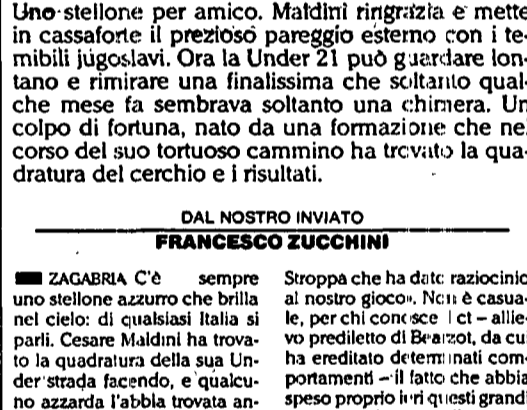 Uno stellone per amico. Maldini ringrazia e mette
in cassaforte il prezioso pareggio esterno con i te-
mibili jugoslavi. Ora la Under 21 può guardare lon-
tano e rimirare una finalissima che soltanto qual-
che mese fa sembrava soltanto una chimera. Un
colpo di fortuna, nato da una formazione che nel
corso del suo tortuoso cammino ha trovato la qua-
dratura del cerchio e i risultati.
DAL NOSTRO INVIATO
FRANCESCO ZUCCHINI
ZAGABRIA C'è sempre
uno stellone azzurro che brilla
nel cielo: di qualsiasi Italia si
parli. Cesare Maldini ha trova-
to la quadratura della sua Un-
der strada facendo, e qualcu-
no azzarda l'abbia trovata an-
Stroppa che ha dato raziocinio
al nostro gioco». Non è casua-
le, per chi conosce l ct - allie-
vo prediletto di Bearzot, da cui
ha ereditato determinati com-
portamenti - il fatto che abbia
speso proprio ieri questi grandi